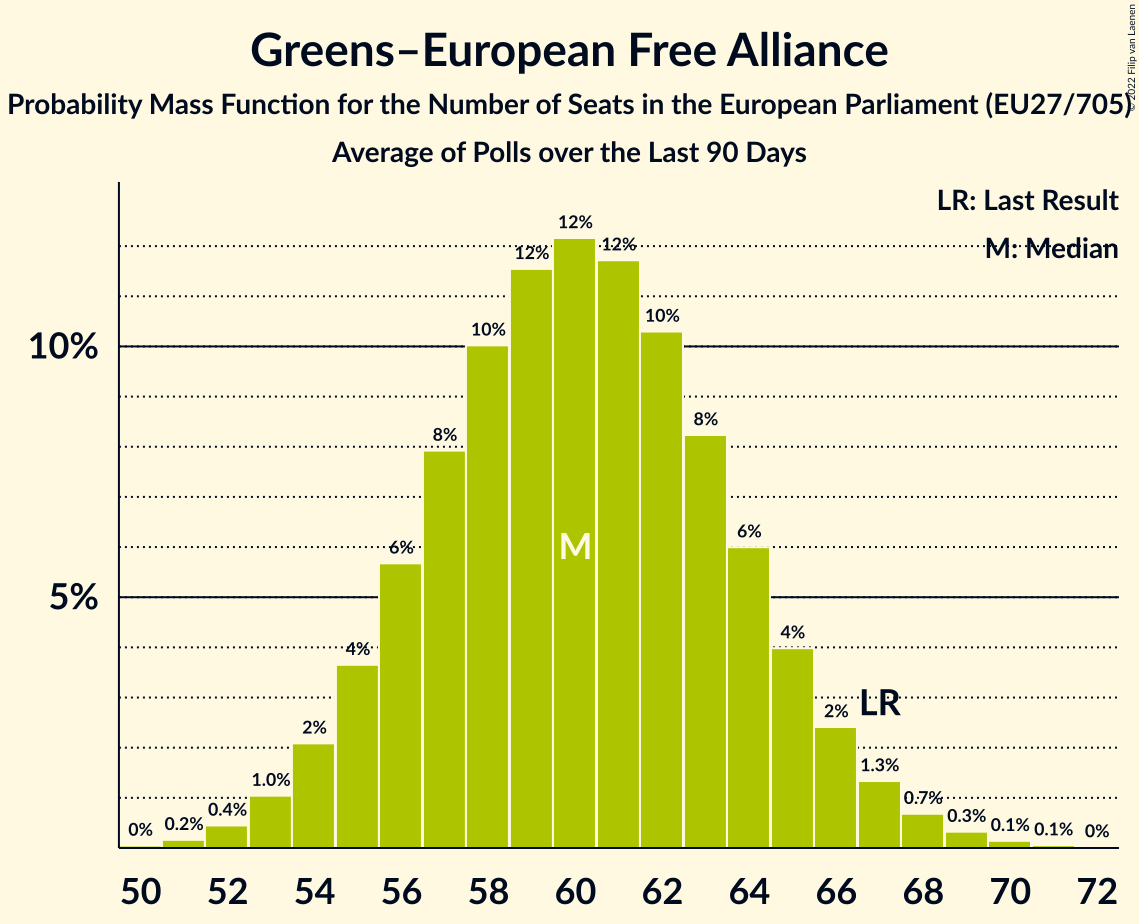 Greens–European Free Alliance
Probability Mass Function for the Number of Seats in the European Parliament (EU27/705)
Average of Polls over the Last 90 Days
© 2022 Filip van Laenen
LR: Last Result
M: Median
10%
5%
0%
0.2%
0.4%
1.0%
2%
4%
6%
8%
10%
12%
12%
12%
10%
8%
6%
4%
2%
1.3%
0.7%
0.3%
0.1%
0.1%
0%
M
LR
50 52 54 56 58 60 62 64 66 68 70 72